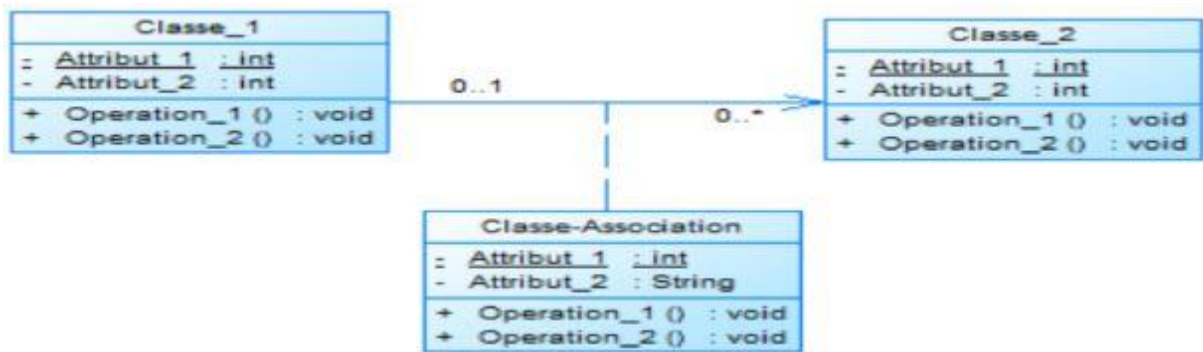 Classe_1
- Attribut_1 : int
- Attribut_2 : int
+ Operation_1 () : void
+ Operation_2 () : void
0..1
0..*
Classe_2
- Attribut_1 : int
- Attribut_2 : int
+ Operation_1 () : void
+ Operation_2 () : void
Classe-Association
- Attribut_1 : int
- Attribut_2 : String
+ Operation_1 () : void
+ Operation_2 () : void